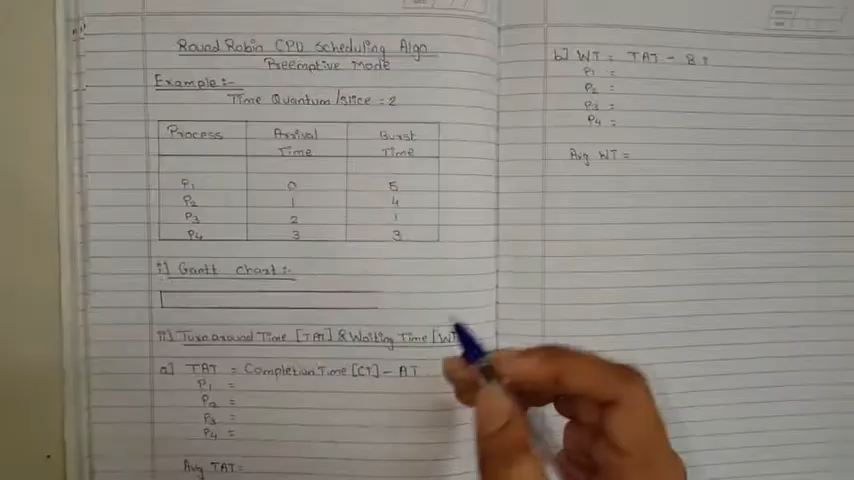 Round Robin CPU Scheduling Algo
Preemptive Mode
Example:-
Time Quantum/Slice = 2
Process Arrival Time Burst Time
P1 0 5
P2 1 4
P3 2 1
P4 3 3
i] Gantt chart:-
ii] Turnaround Time [TAT] & Waiting Time [WT
a] TAT = Completion Time [CT] - AT
P1 =
P2 =
P3 =
P4 =
Avg TAT=
b] WT = TAT - BT
P1 =
P2 =
P3 =
P4 =
Avg WT =